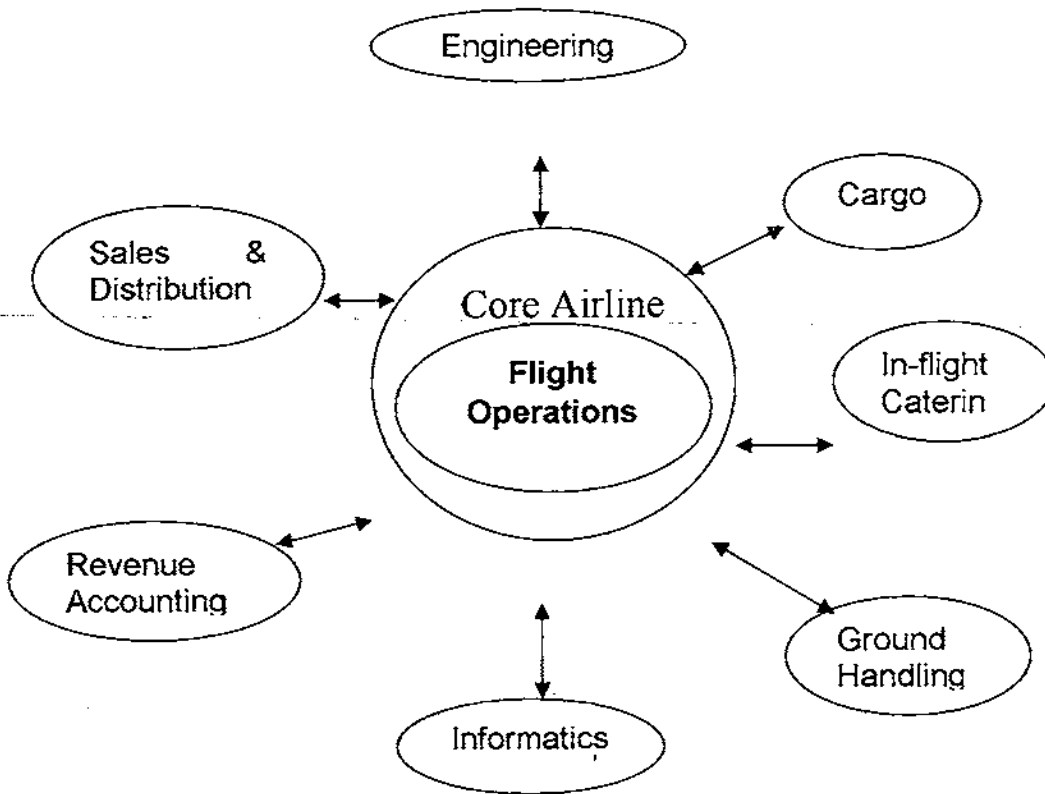 Engineering
Cargo
Sales &
Distribution
Core Airline
Flight
Operations
In-flight
Caterin
Revenue
Accounting
Ground
Handling
Informatics